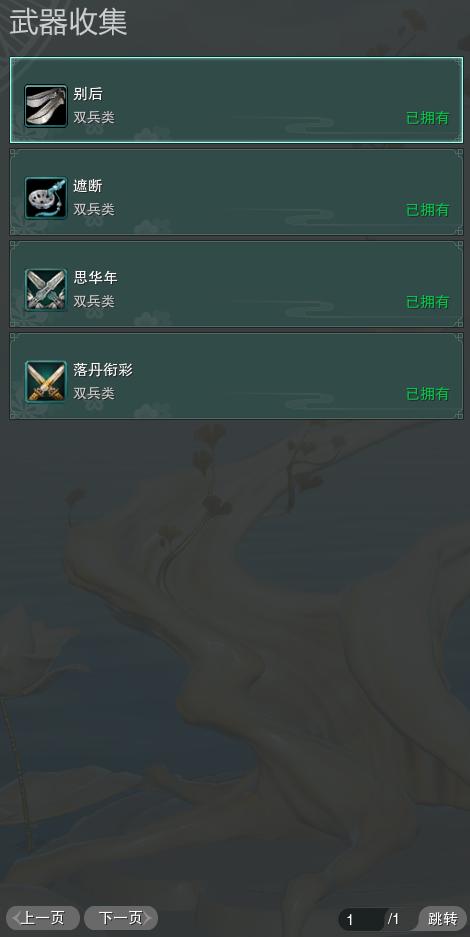 武器收集
别后
双兵类
已拥有
遮断
双兵类
已拥有
思华年
双兵类
已拥有
落丹衔彩
双兵类
已拥有
上一页 下一页 1 /1 跳转